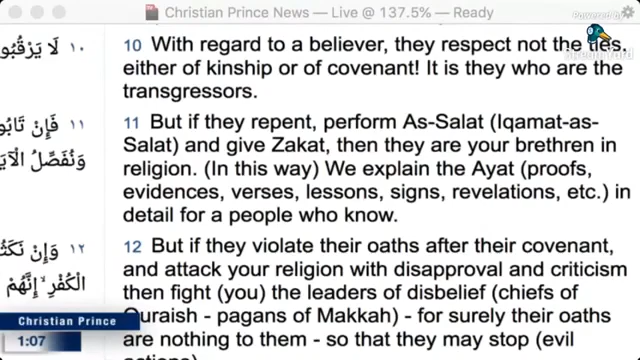 Christian Prince News — Live @ 137.5% — Ready
Powered by
10 With regard to a believer, they respect not the ties,
either of kinship or of covenant! It is they who are the
transgressors.
١٠ لَا يَرْقُبُو
11 But if they repent, perform As-Salat (Iqamat-as-
Salat) and give Zakat, then they are your brethren in
religion. (In this way) We explain the Ayat (proofs,
evidences, verses, lessons, signs, revelations, etc.) in
detail for a people who know.
١١ فَإِنْ تَابُو
وَنُفَصِّلُ الْآيَ
12 But if they violate their oaths after their covenant,
and attack your religion with disapproval and criticism
then fight (you) the leaders of disbelief (chiefs of
Quraish - pagans of Makkah) - for surely their oaths
are nothing to them - so that they may stop (evil
actions).
١٢ وَإِنْ نَكَثُ
الْكُفْرِ ۙ إِنَّهُمْ
Christian Prince
1:07